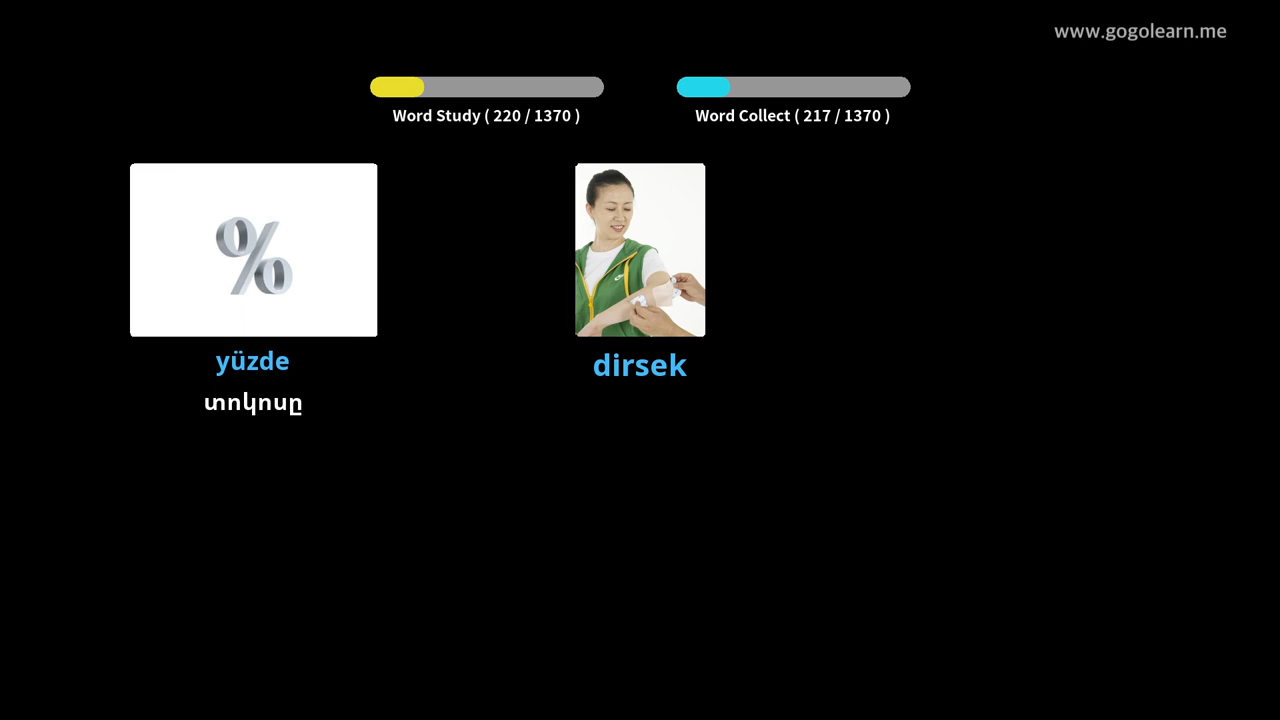 www.gogolearn.me
Word Study ( 220 / 1370 )
Word Collect ( 217 / 1370 )
%
yüzde
տոկոսը
dirsek